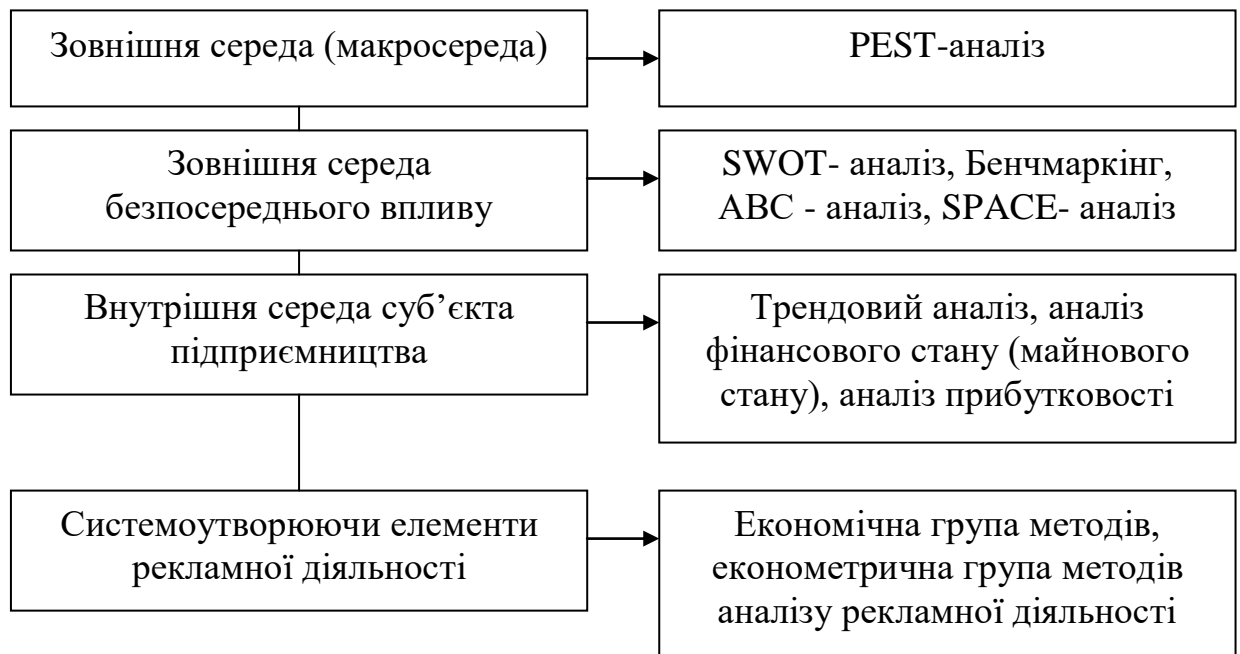 Зовнішня середа (макросереда)
PEST-аналіз
Зовнішня середа
безпосереднього впливу
SWOT- аналіз, Бенчмаркінг,
ABC - аналіз, SPACE- аналіз
Внутрішня середа суб’єкта
підприємництва
Трендовий аналіз, аналіз
фінансового стану (майнового
стану), аналіз прибутковості
Системоутворюючи елементи
рекламної діяльності
Економічна група методів,
економетрична група методів
аналізу рекламної діяльності